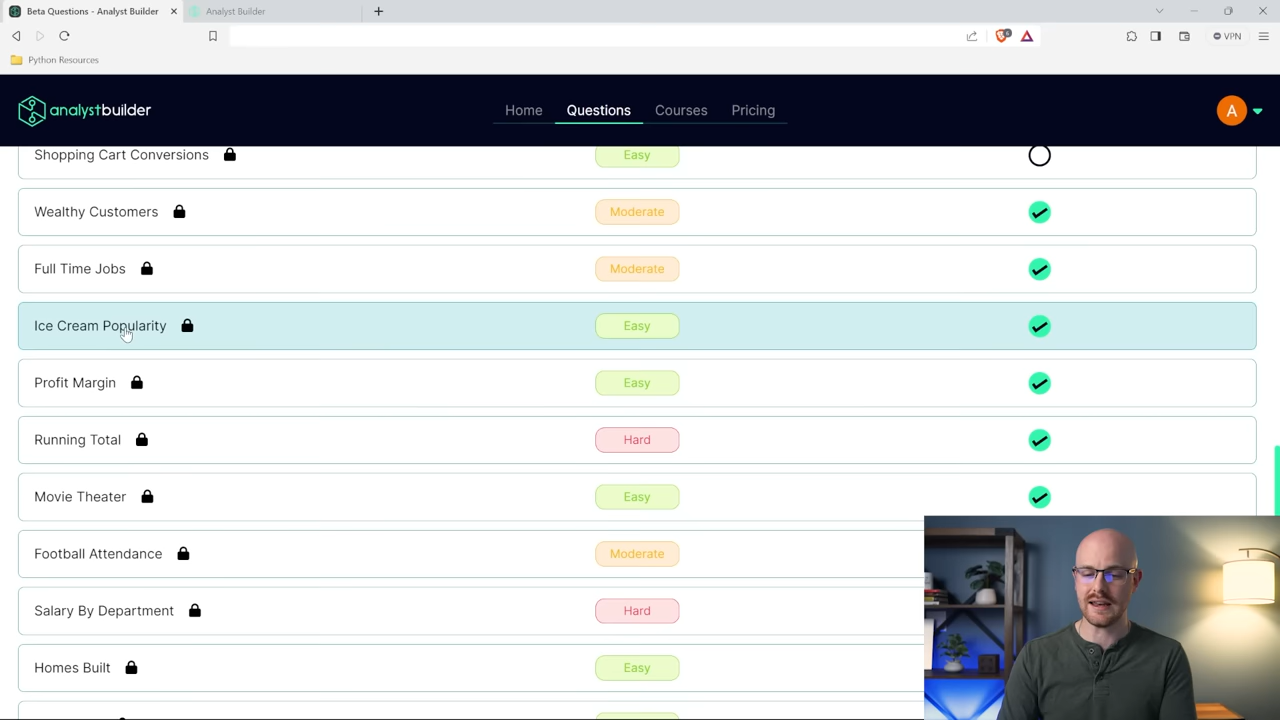 Beta Questions - Analyst Builder
Analyst Builder
VPN
Python Resources
analystbuilder
Home
Questions
Courses
Pricing
A
Shopping Cart Conversions
Easy
Wealthy Customers
Moderate
Full Time Jobs
Moderate
Ice Cream Popularity
Easy
Profit Margin
Easy
Running Total
Hard
Movie Theater
Easy
Football Attendance
Moderate
Salary By Department
Hard
Homes Built
Easy